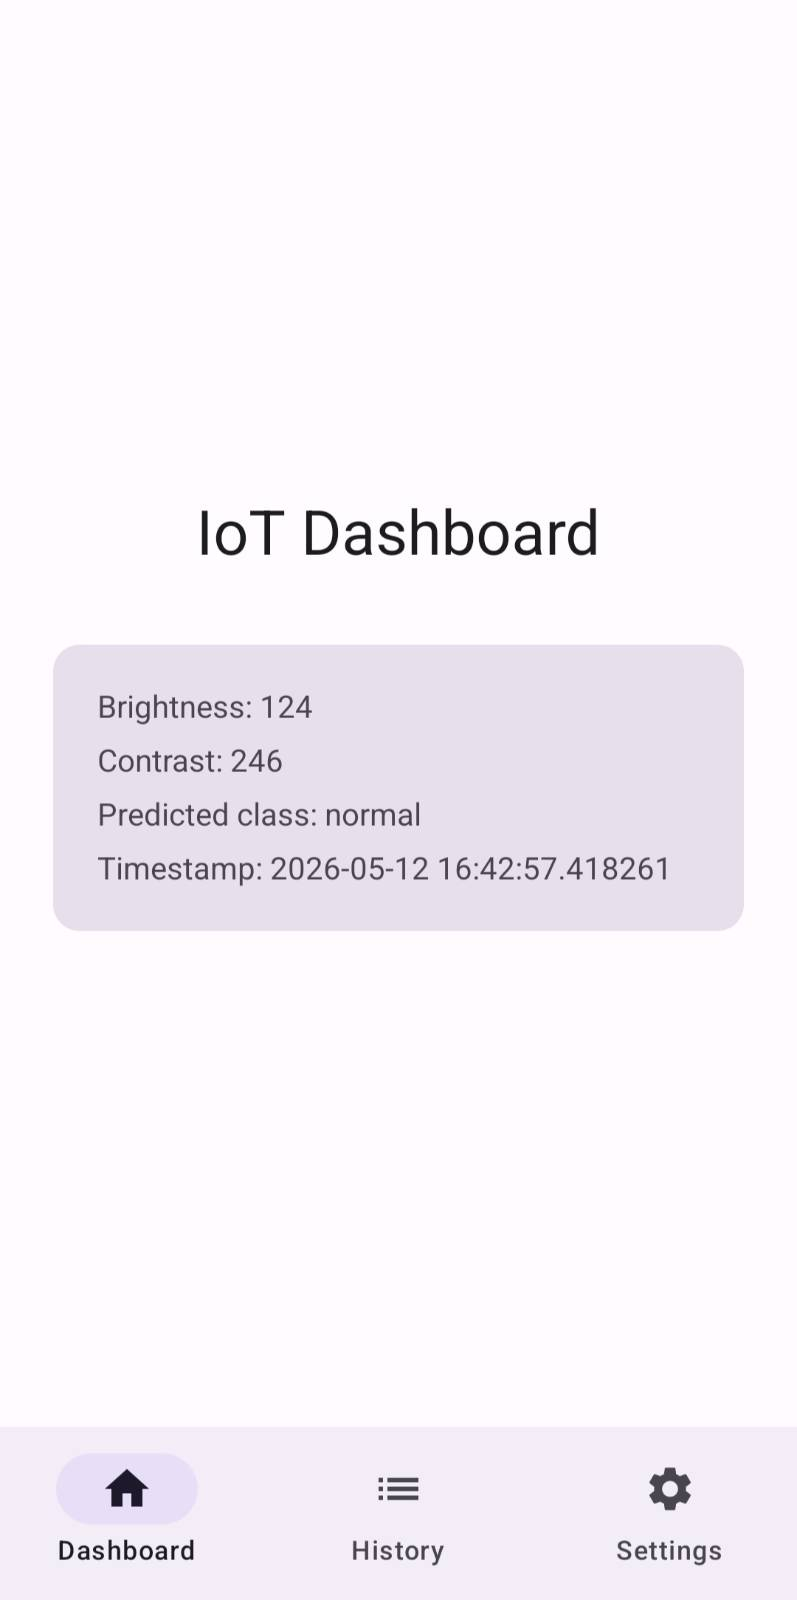 IoT Dashboard
Brightness: 124
Contrast: 246
Predicted class: normal
Timestamp: 2026-05-12 16:42:57.418261
Dashboard
History
Settings